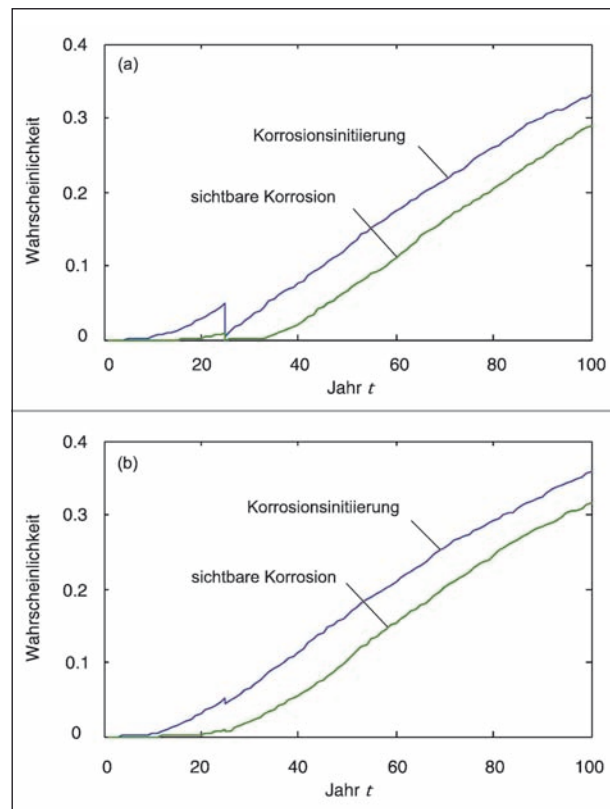 (a)
Wahrscheinlichkeit
0.4
0.3
0.2
0.1
0
Korrosionsinitiierung
sichtbare Korrosion
0 20 40 60 80 100
Jahr t
(b)
Wahrscheinlichkeit
0.4
0.3
0.2
0.1
0
Korrosionsinitiierung
sichtbare Korrosion
0 20 40 60 80 100
Jahr t